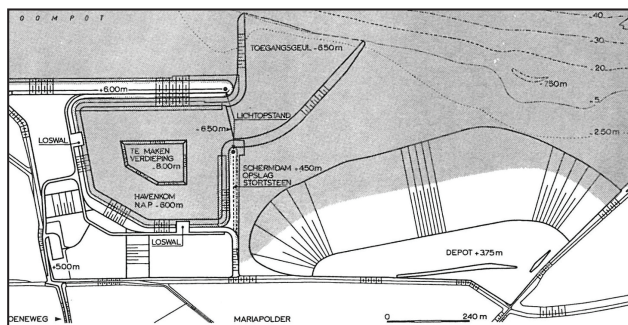 OOMPOT
-40
-30
-20
TOEGANGSGEUL -6.50m
-7.50m
-5
+6.00m
LICHTOPSTAND
-6.50m
-2.50m
LOSWAL
TE MAKEN
VERDIEPING
-8.00m
SCHERMDAM +4.50m
OPSLAG
STORTSTEEN
HAVENKOM
N.A.P. -6.00m
LOSWAL
+5.00m
DEPOT +3.75m
DENEWEG
MARIAPOLDER
0 240 m